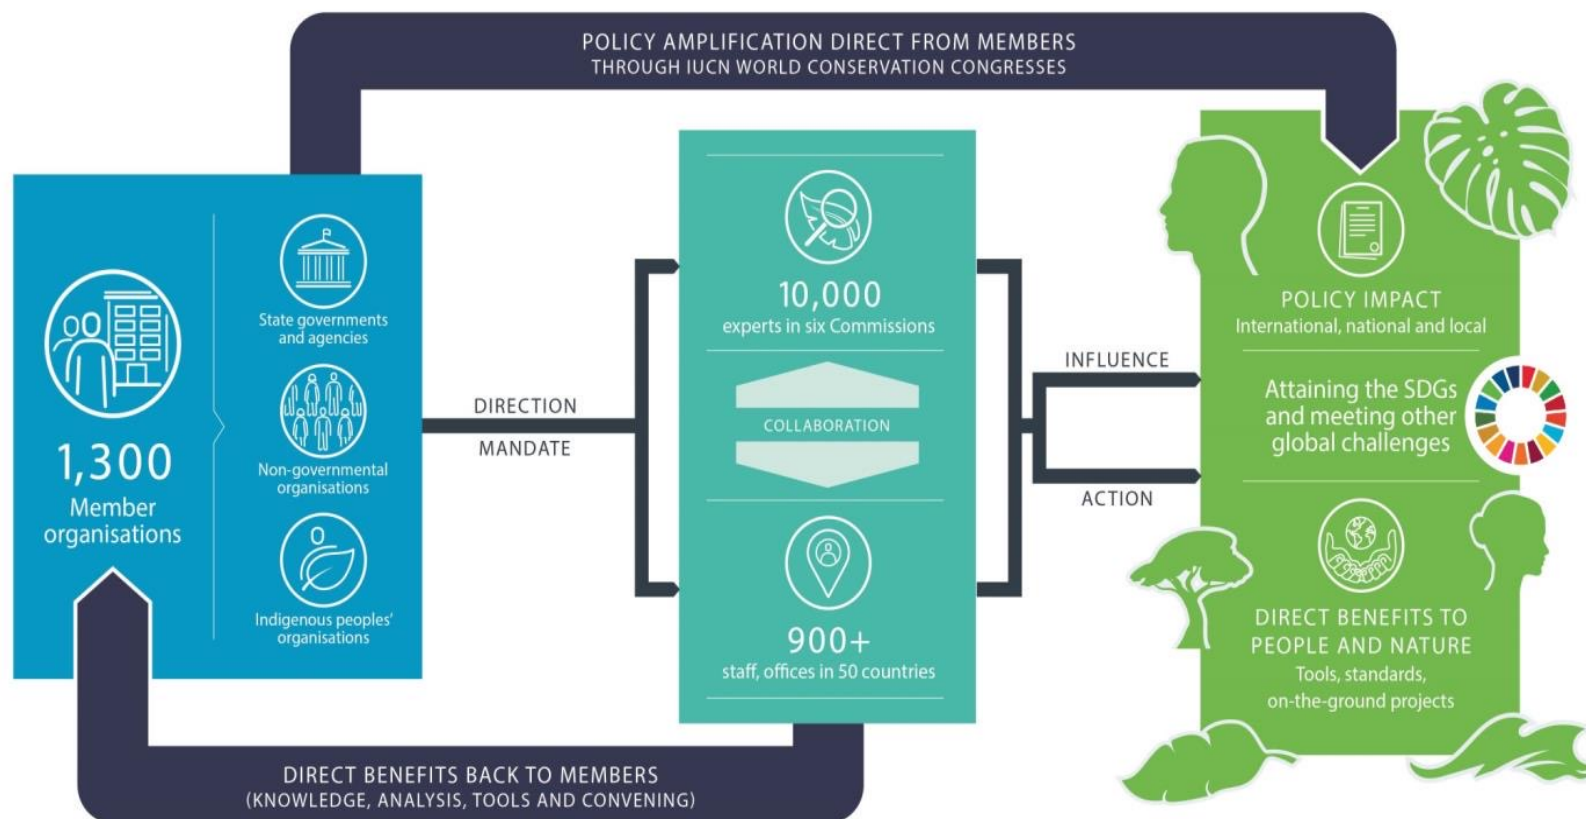 POLICY AMPLIFICATION DIRECT FROM MEMBERS
THROUGH IUCN WORLD CONSERVATION CONGRESSES
1,300
Member
organisations
State governments
and agencies
Non-governmental
organisations
Indigenous peoples'
organisations
DIRECTION
MANDATE
10,000
experts in six Commissions
COLLABORATION
900+
staff, offices in 50 countries
INFLUENCE
ACTION
POLICY IMPACT
International, national and local
Attaining the SDGs
and meeting other
global challenges
DIRECT BENEFITS TO
PEOPLE AND NATURE
Tools, standards,
on-the-ground projects
DIRECT BENEFITS BACK TO MEMBERS
(KNOWLEDGE, ANALYSIS, TOOLS AND CONVENING)